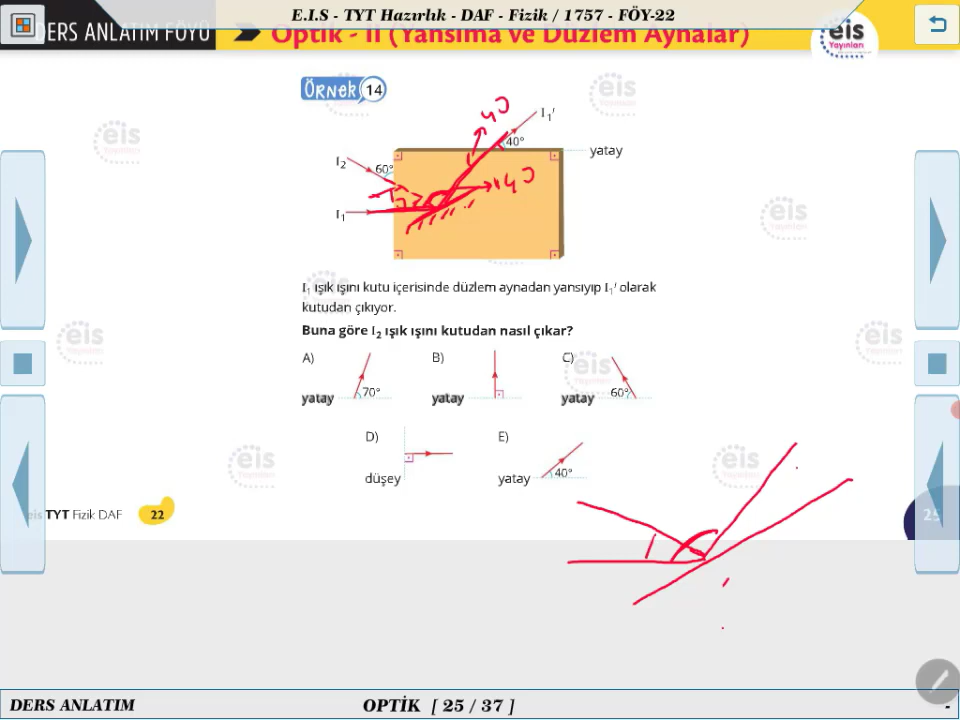 E.I.S - TYT Hazırlık - DAF - Fizik / 1757 - FÖY-22
DERS ANLATIM FÖYÜ
Optik - II (Yansıma ve Düzlem Aynalar)
eis
Yayınları
Örnek 14
I₁'
40
40°
yatay
I₂
60°
40
I₁
I₁ ışık ışını kutu içerisinde düzlem aynadan yansıyıp I₁' olarak
kutudan çıkıyor.
Buna göre I₂ ışık ışını kutudan nasıl çıkar?
A)
70°
yatay
B)
yatay
C)
60°
yatay
D)
düşey
E)
40°
yatay
eis TYT Fizik DAF 22
25
DERS ANLATIM
OPTİK [ 25 / 37 ]
-